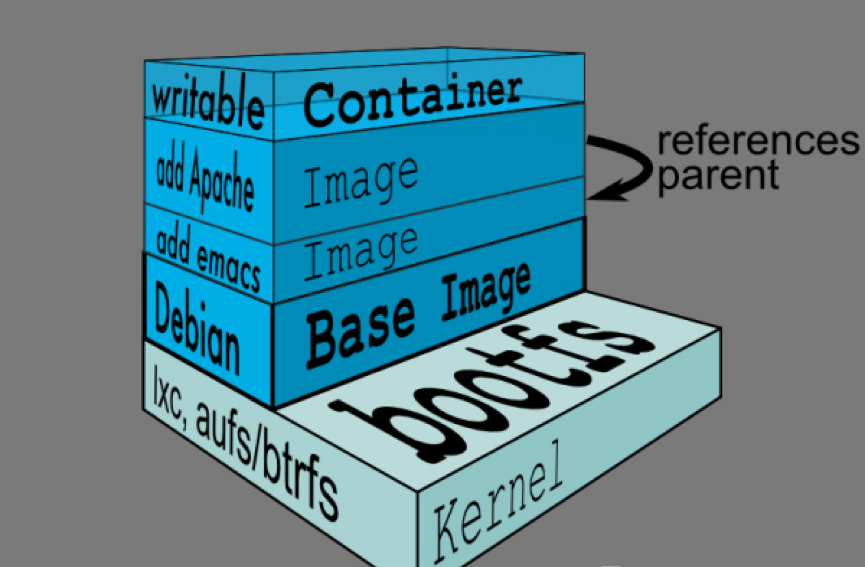 writable Container
add Apache Image
references
parent
add emacs Image
Debian Base Image
bootfs
lxc, aufs/btrfs
Kernel